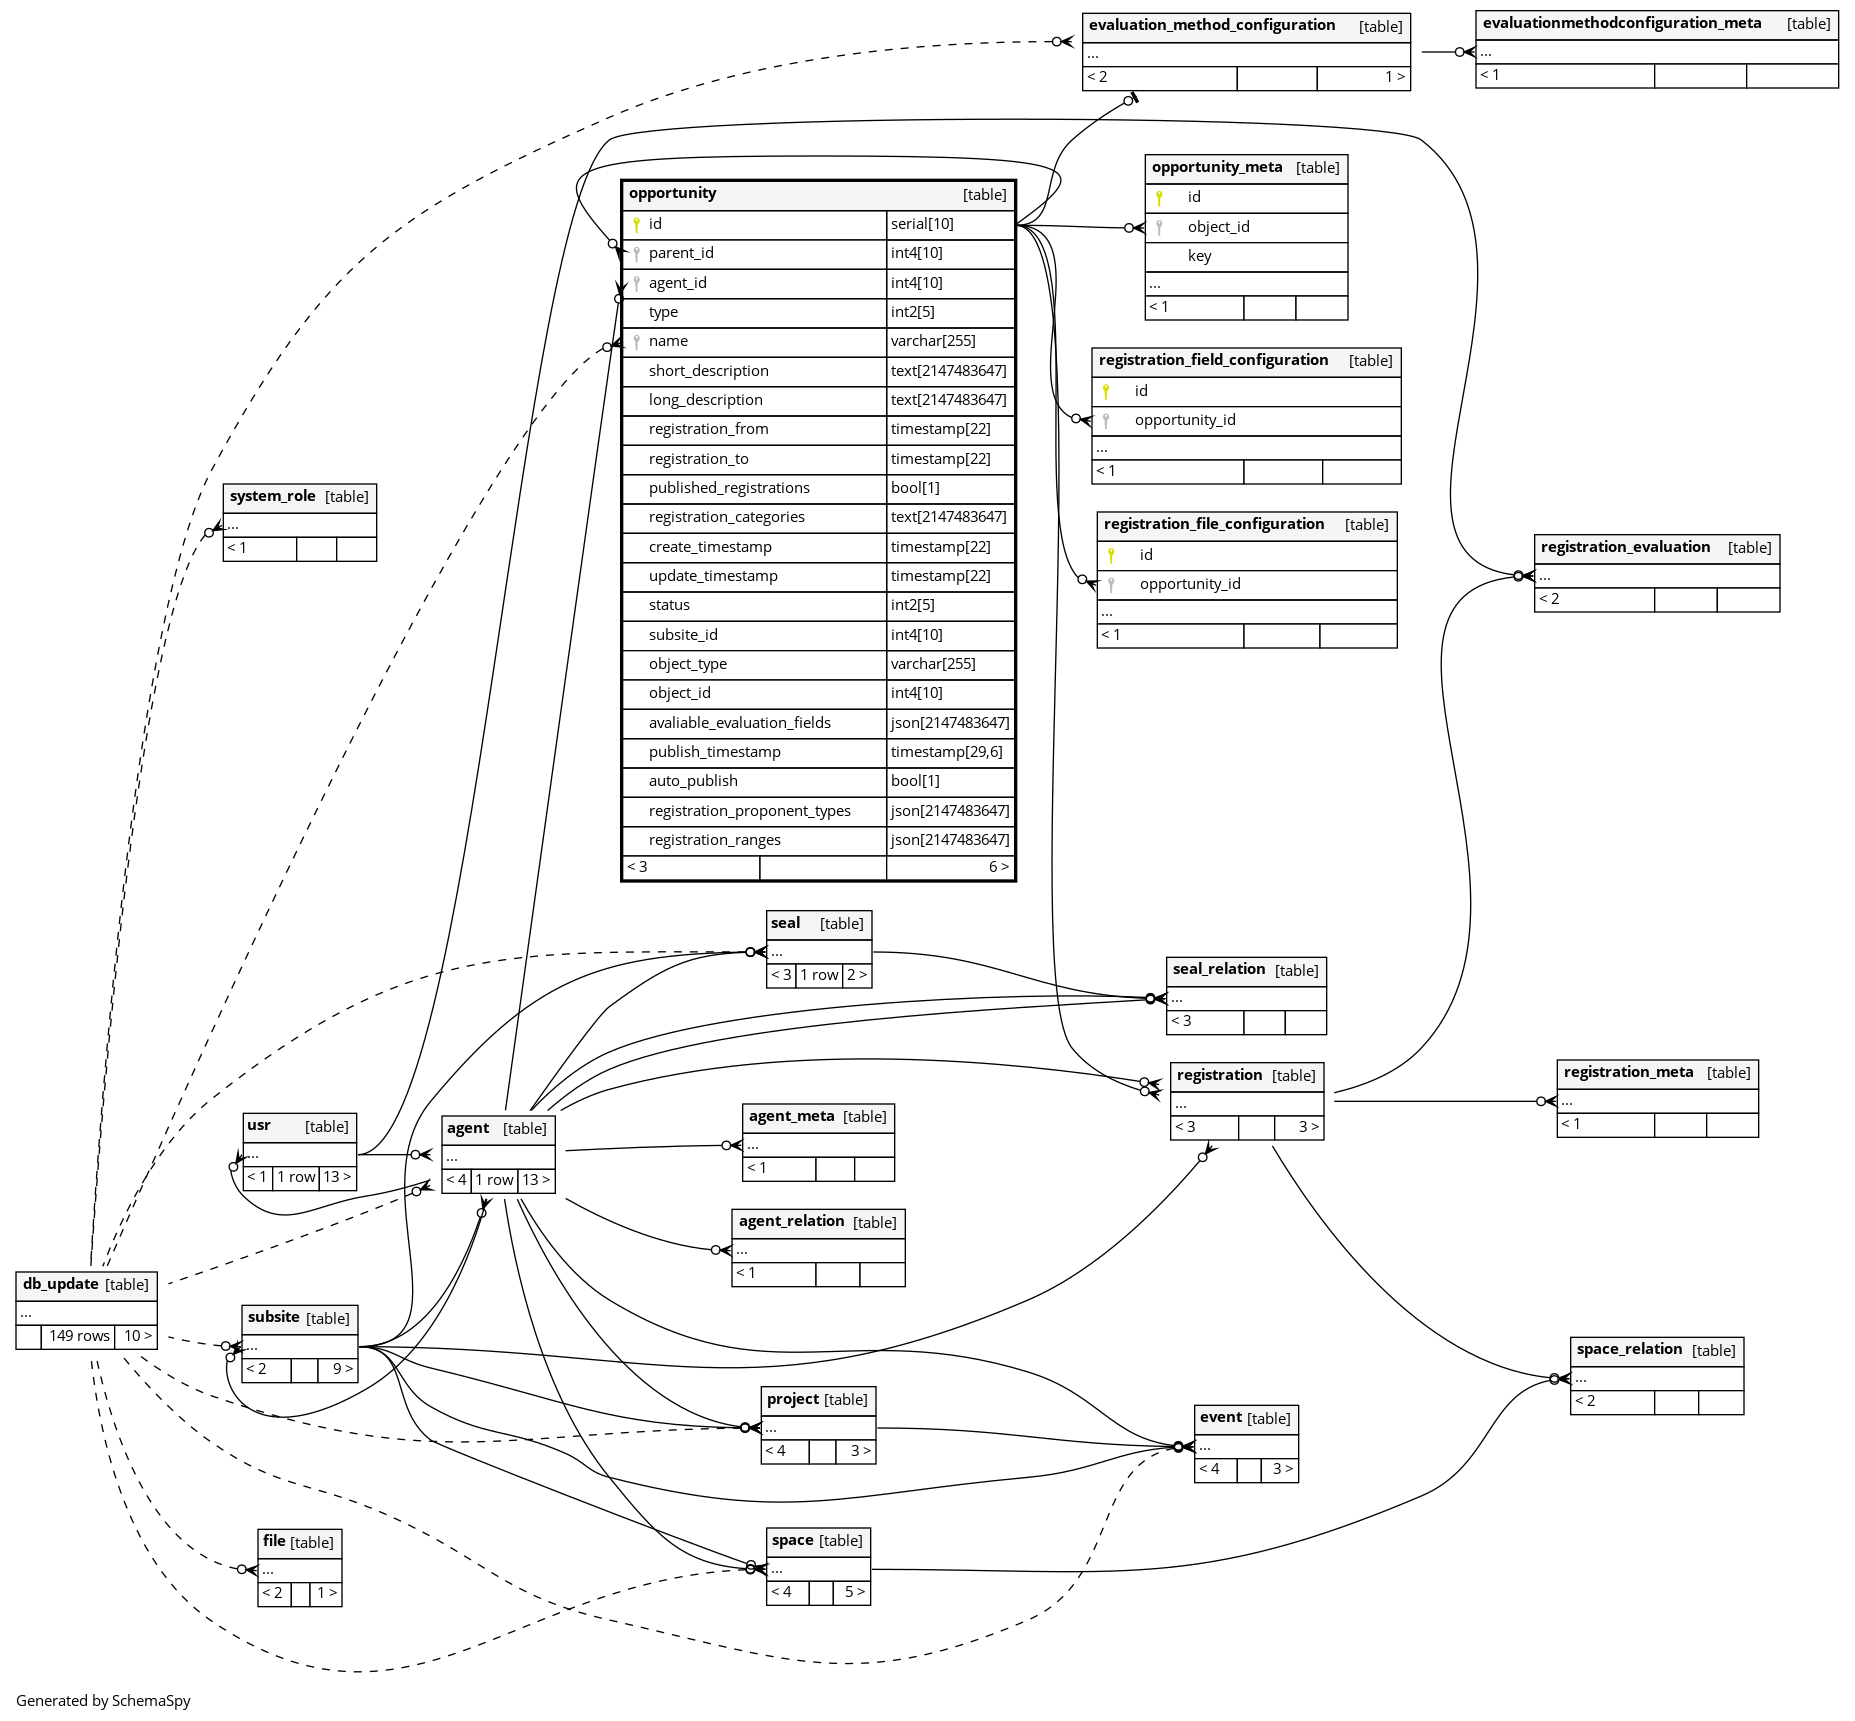 evaluation_method_configuration [table]
...
< 2 1 >
evaluationmethodconfiguration_meta [table]
...
< 1
opportunity [table]
id serial[10]
parent_id int4[10]
agent_id int4[10]
type int2[5]
name varchar[255]
short_description text[2147483647]
long_description text[2147483647]
registration_from timestamp[22]
registration_to timestamp[22]
published_registrations bool[1]
registration_categories text[2147483647]
create_timestamp timestamp[22]
update_timestamp timestamp[22]
status int2[5]
subsite_id int4[10]
object_type varchar[255]
object_id int4[10]
avaliable_evaluation_fields json[2147483647]
publish_timestamp timestamp[29,6]
auto_publish bool[1]
registration_proponent_types json[2147483647]
registration_ranges json[2147483647]
< 3 6 >
opportunity_meta [table]
id
object_id
key
...
< 1
registration_field_configuration [table]
id
opportunity_id
...
< 1
system_role [table]
...
< 1
registration_file_configuration [table]
id
opportunity_id
...
< 1
registration_evaluation [table]
...
< 2
seal [table]
...
< 3 1 row 2 >
seal_relation [table]
...
< 3
registration [table]
...
< 3 3 >
registration_meta [table]
...
< 1
usr [table]
...
< 1 1 row 13 >
agent [table]
...
< 4 1 row 13 >
agent_meta [table]
...
< 1
agent_relation [table]
...
< 1
db_update [table]
...
149 rows 10 >
subsite [table]
...
< 2 9 >
space_relation [table]
...
< 2
project [table]
...
< 4 3 >
event [table]
...
< 4 3 >
file [table]
...
< 2 1 >
space [table]
...
< 4 5 >
Generated by SchemaSpy